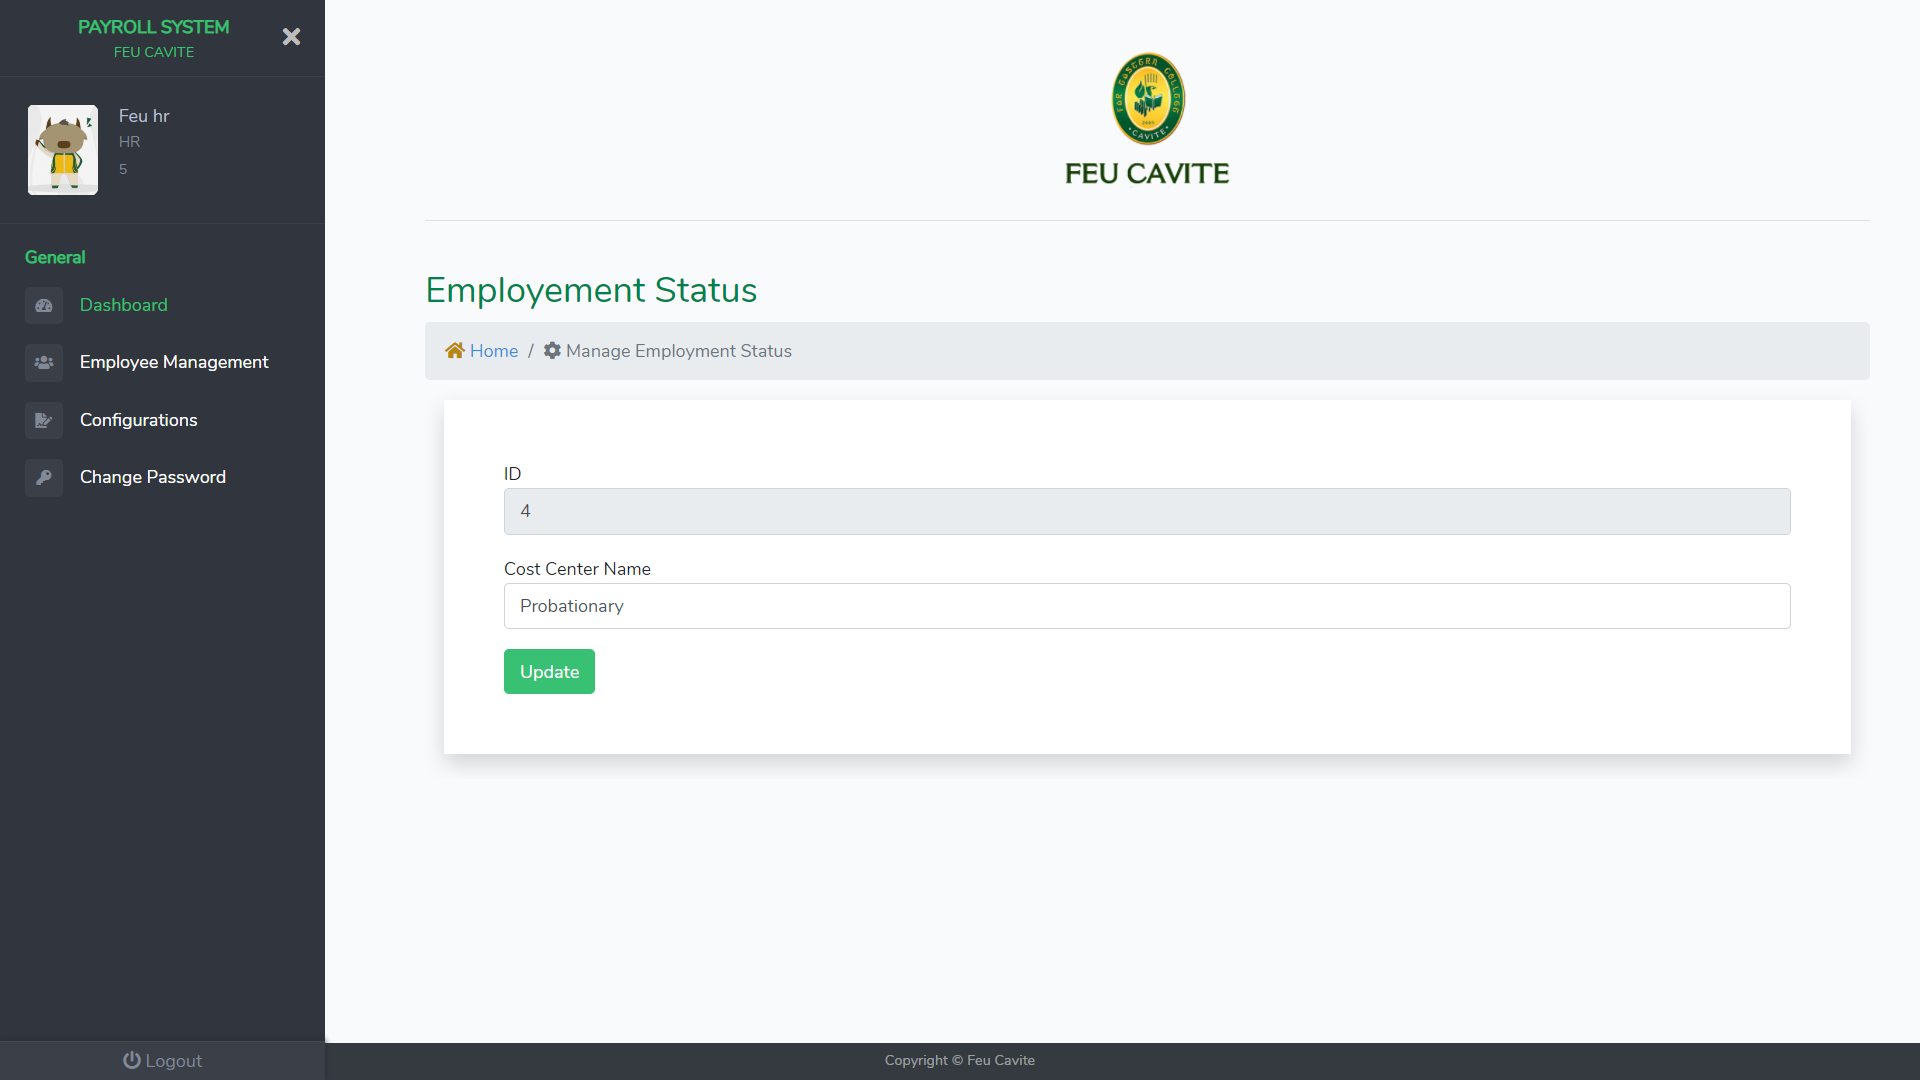 PAYROLL SYSTEM
FEU CAVITE
Feu hr
HR
5
General
Dashboard
Employee Management
Configurations
Change Password
Logout
CAVITE
FEU CAVITE
Employement Status
Home / Manage Employment Status
ID
4
Cost Center Name
Probationary
Update
Copyright © Feu Cavite